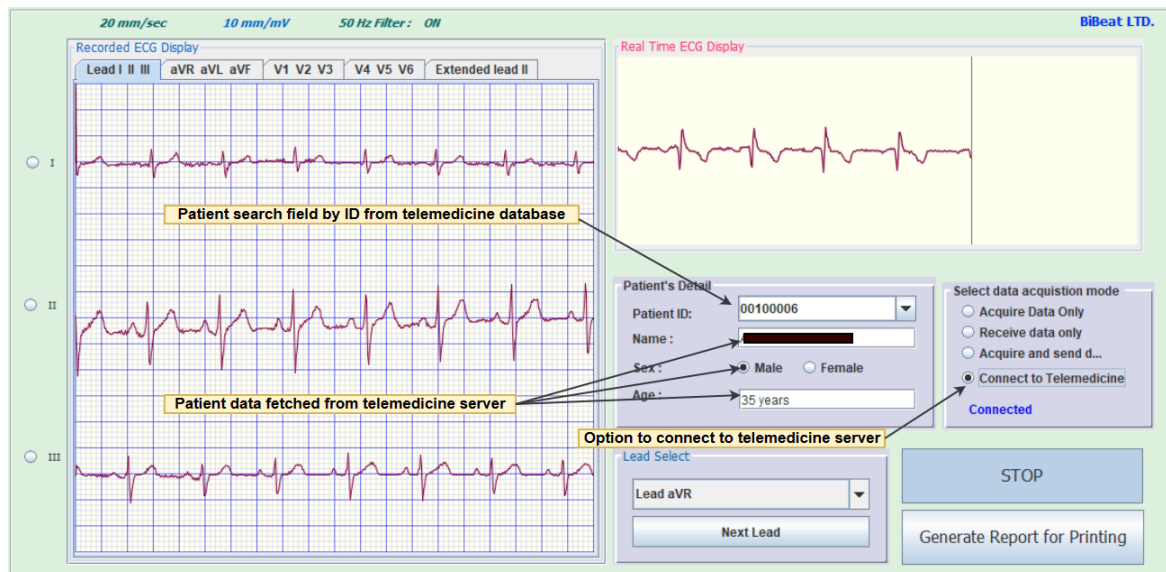 20 mm/sec 10 mm/mV 50 Hz Filter : ON BiBeat LTD.
Recorded ECG Display
Lead I II III aVR aVL aVF V1 V2 V3 V4 V5 V6 Extended lead II
I
II
III
Real Time ECG Display
Patient search field by ID from telemedicine database
Patient's Detail
Patient ID: 00100006
Name :
Sex : Male Female
Age : 35 years
Patient data fetched from telemedicine server
Select data acquistion mode
Acquire Data Only
Receive data only
Acquire and send d...
Connect to Telemedicine
Connected
Option to connect to telemedicine server
Lead Select
Lead aVR
Next Lead
STOP
Generate Report for Printing